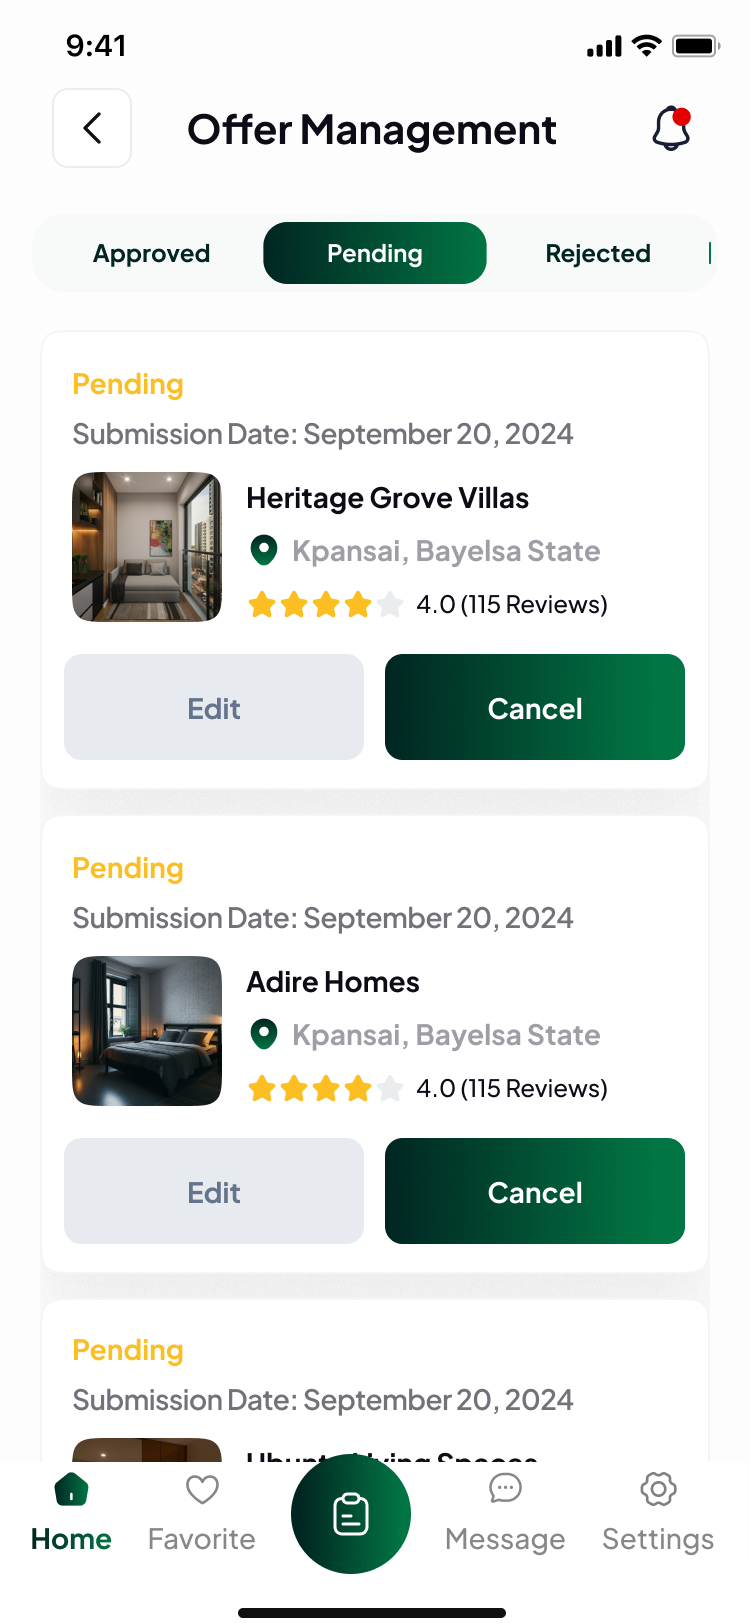 9:41
Offer Management
Approved Pending Rejected
Pending
Submission Date: September 20, 2024
Heritage Grove Villas
Kpansai, Bayelsa State
4.0 (115 Reviews)
Edit Cancel
Pending
Submission Date: September 20, 2024
Adire Homes
Kpansai, Bayelsa State
4.0 (115 Reviews)
Edit Cancel
Pending
Submission Date: September 20, 2024
Home Favorite Message Settings